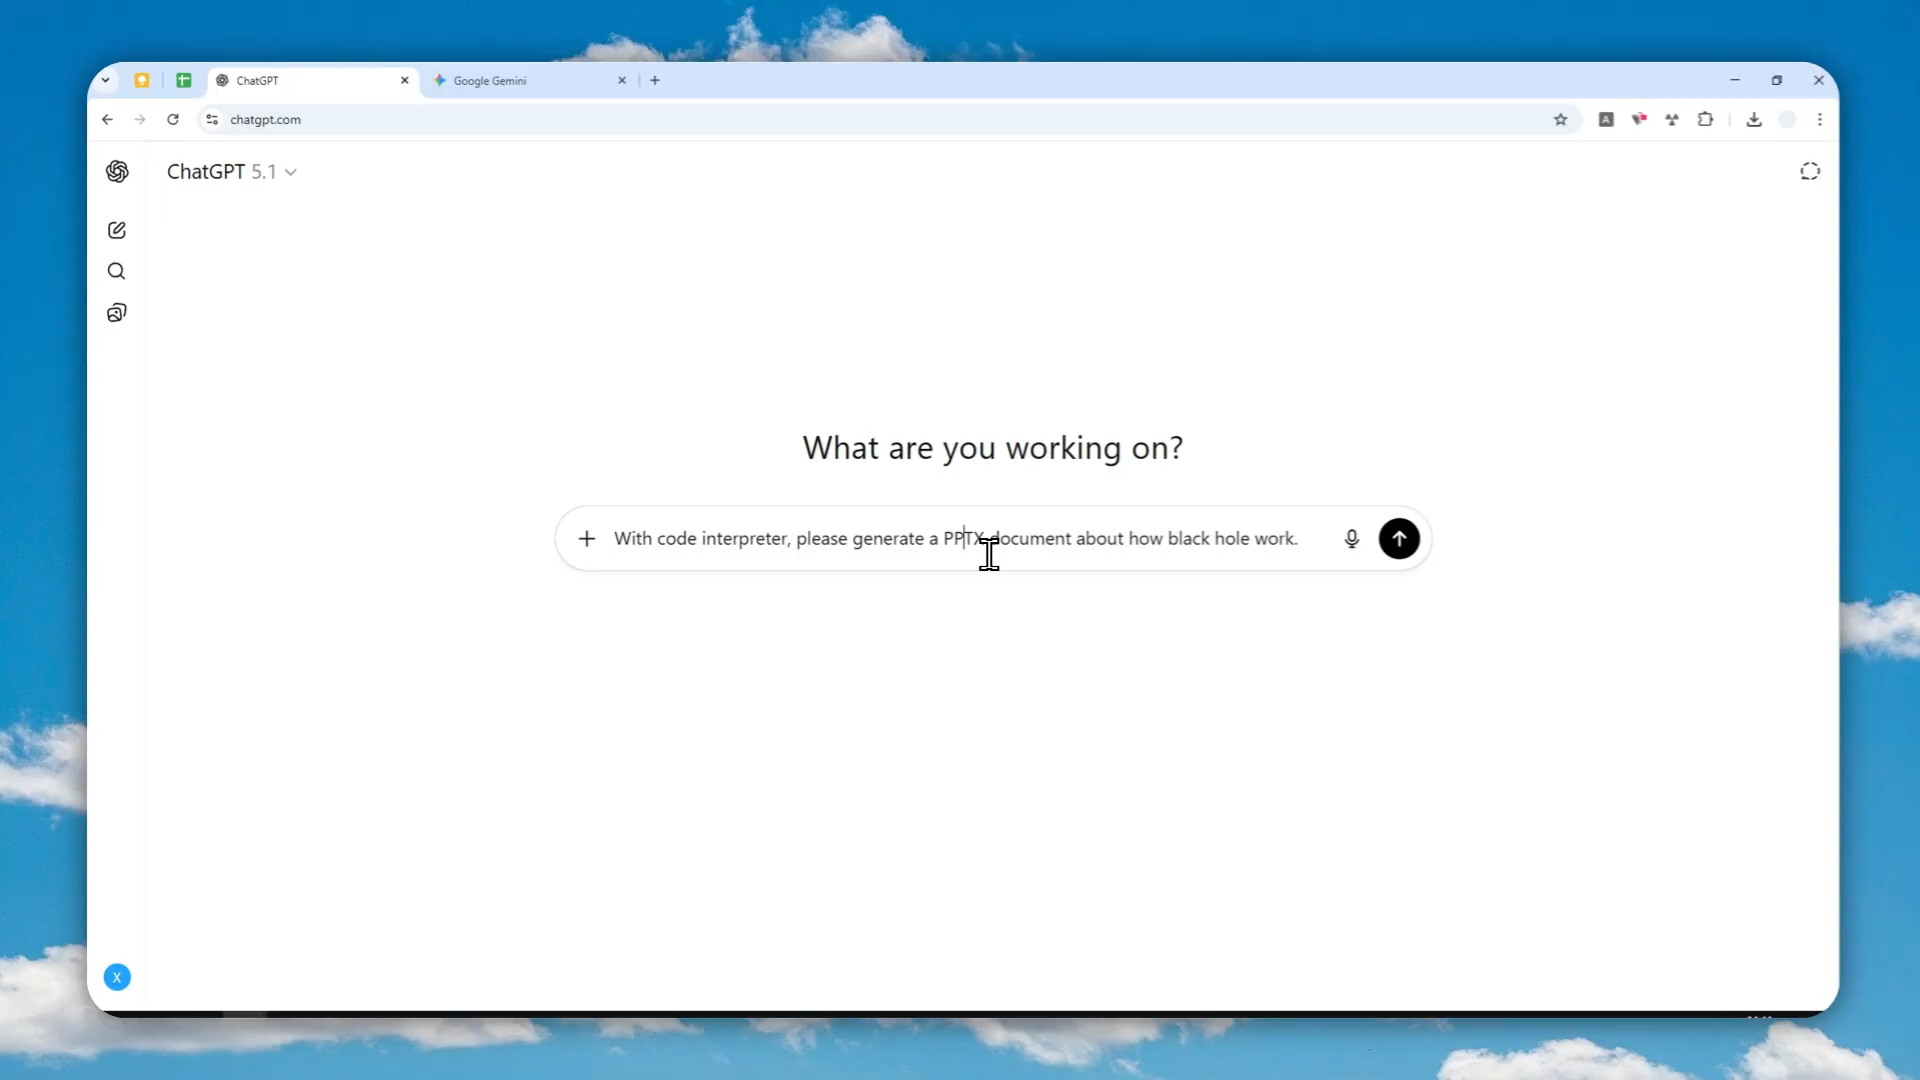 ChatGPT
Google Gemini
chatgpt.com
A
ChatGPT 5.1
What are you working on?
With code interpreter, please generate a PPTX document about how black hole work.
X